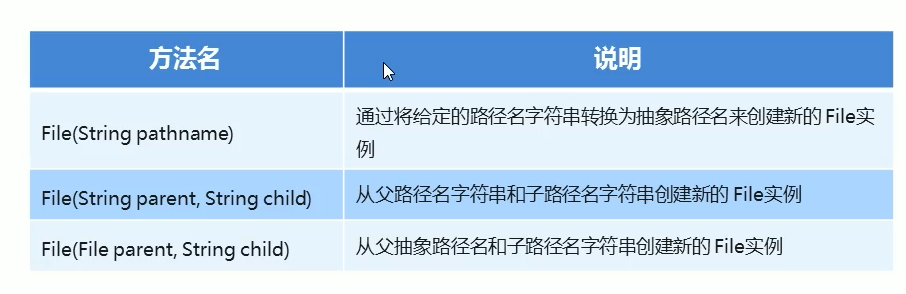 方法名 说明
File(String pathname) 通过将给定的路径名字符串转换为抽象路径名来创建新的 File实
例
File(String parent, String child) 从父路径名字符串和子路径名字符串创建新的 File实例
File(File parent, String child) 从父抽象路径名和子路径名字符串创建新的 File实例